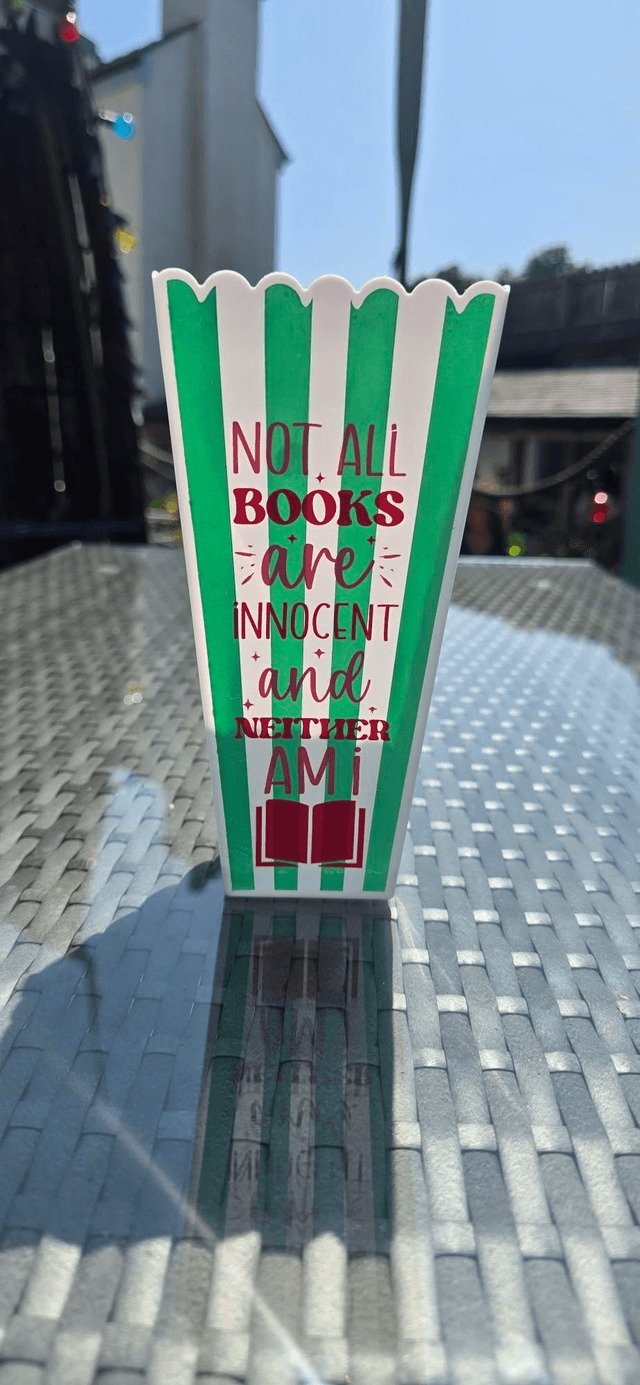 NOT ALL
BOOKS
are
iNNOCENT
and
NEITHER
AM i